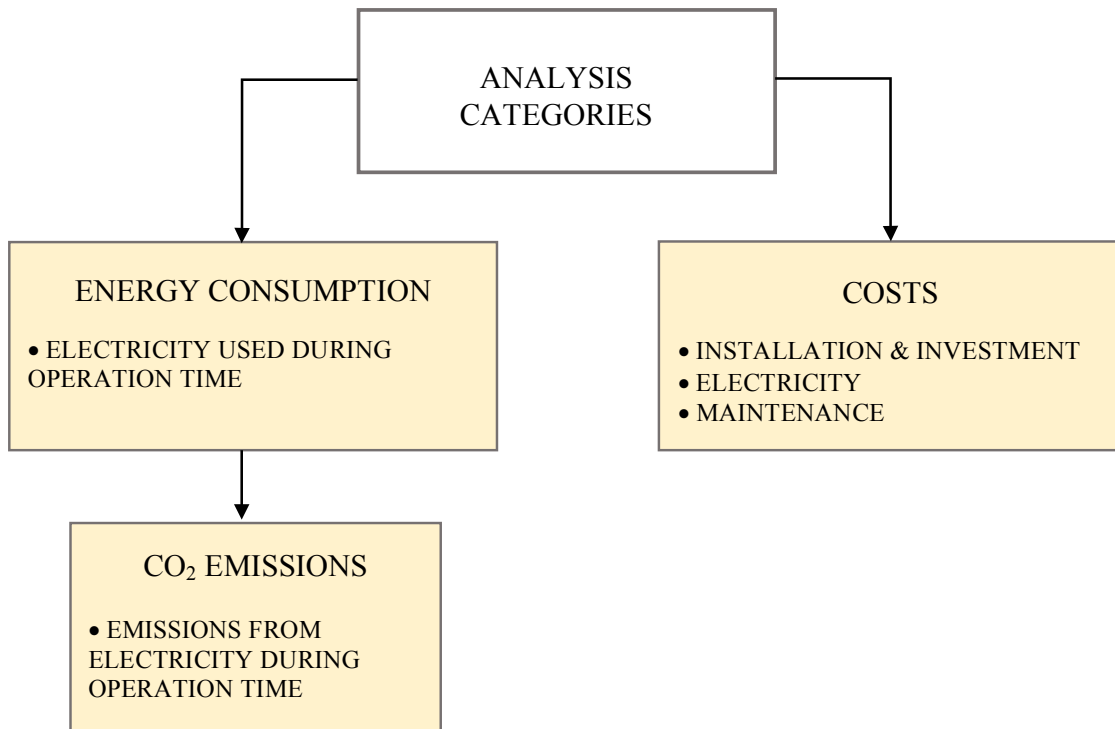 ANALYSIS
CATEGORIES
ENERGY CONSUMPTION
• ELECTRICITY USED DURING
OPERATION TIME
COSTS
• INSTALLATION & INVESTMENT
• ELECTRICITY
• MAINTENANCE
CO₂ EMISSIONS
• EMISSIONS FROM
ELECTRICITY DURING
OPERATION TIME